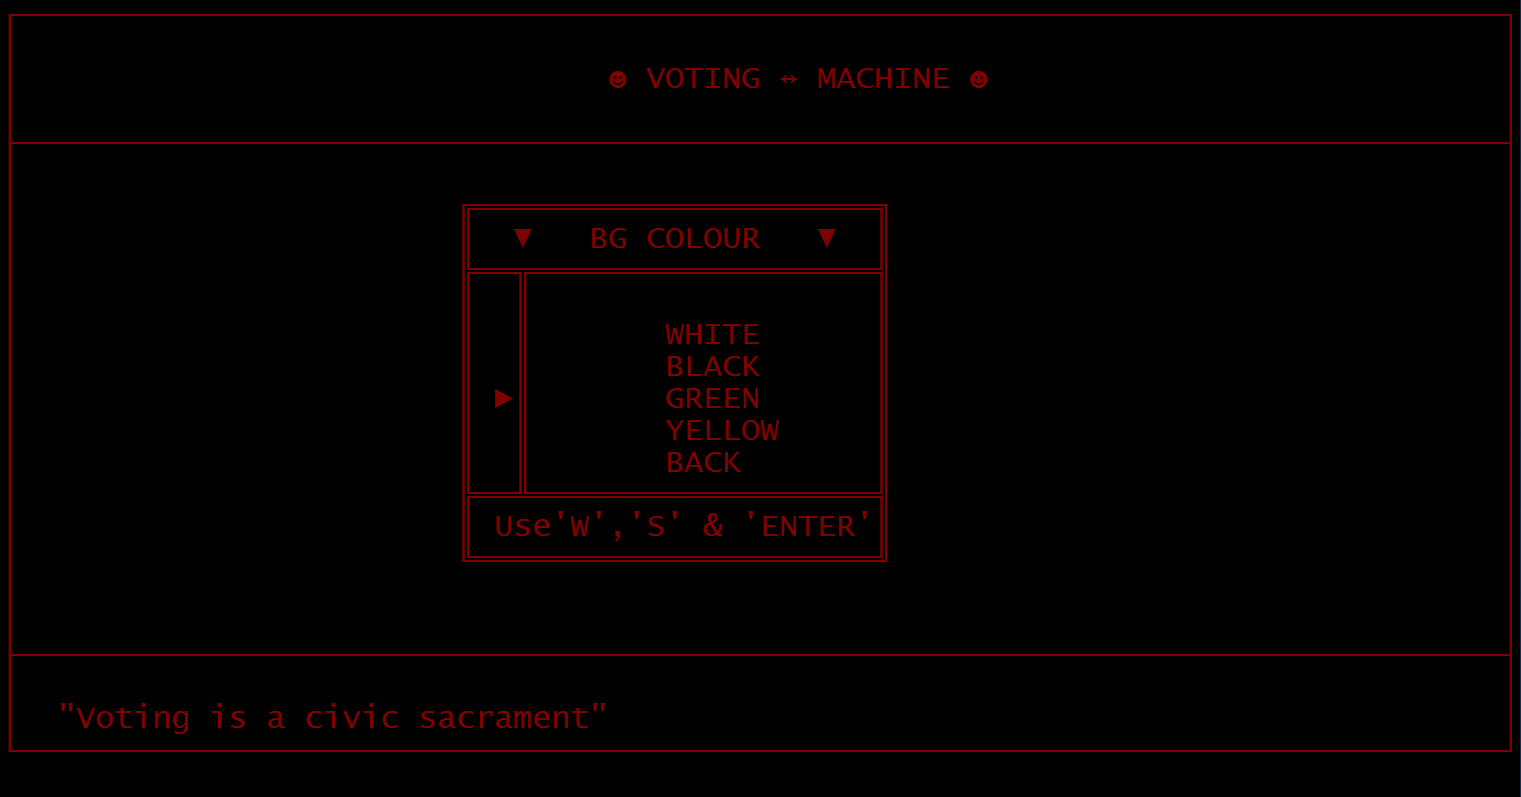 ☻ VOTING ↔ MACHINE ☻
▼ BG COLOUR ▼
WHITE
BLACK
► GREEN
YELLOW
BACK
Use'W','S' & 'ENTER'
"Voting is a civic sacrament"